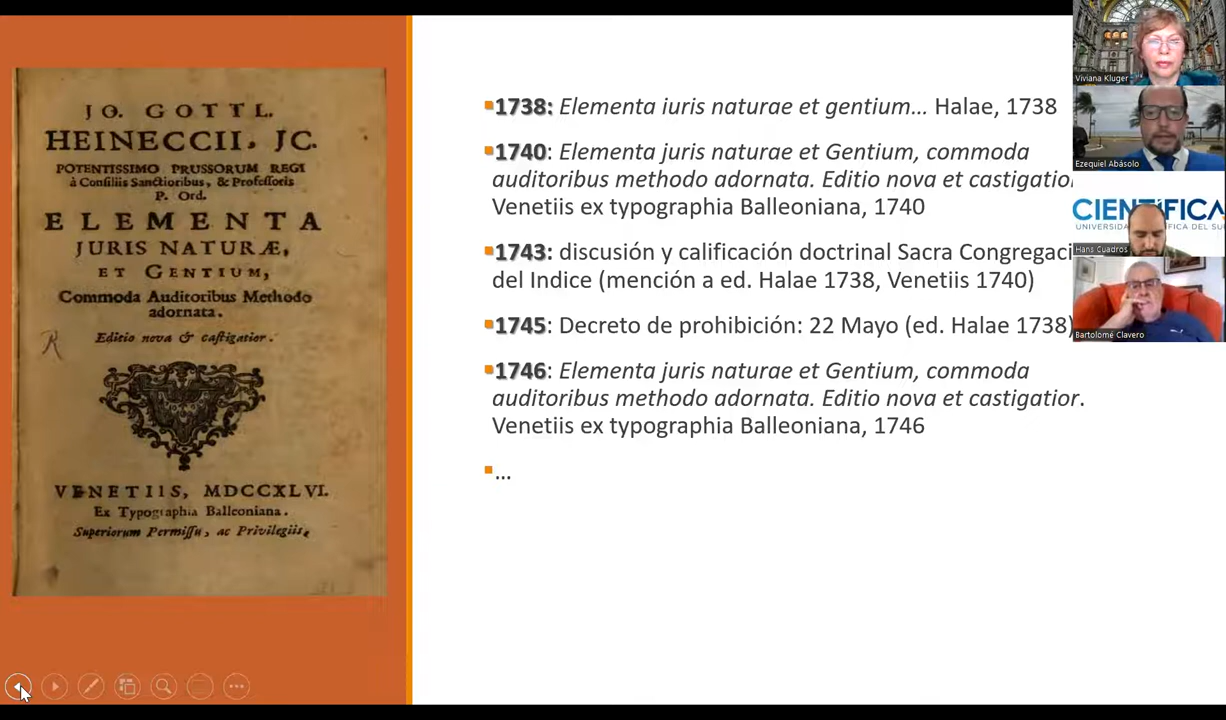 JO. GOTTL.
HEINECCII, JC.
POTENTISSIMO PRUSSORUM REGI
à Consiliis Sanctioribus, & Professoris
P. Ord.
ELEMENTA
JURIS NATURÆ,
ET GENTIUM,
Commoda Auditoribus Methodo
adornata.
Editio nova & castigatior.
R
VENETIIS, MDCCXLVI.
Ex Typographia Balleoniana.
Superiorum Permissu, ac Privilegiis,
1738: Elementa iuris naturae et gentium... Halae, 1738
1740: Elementa juris naturae et Gentium, commoda
auditoribus methodo adornata. Editio nova et castigatior
Venetiis ex typographia Balleoniana, 1740
1743: discusión y calificación doctrinal Sacra Congregaci
del Indice (mención a ed. Halae 1738, Venetiis 1740)
1745: Decreto de prohibición: 22 Mayo (ed. Halae 1738)
1746: Elementa juris naturae et Gentium, commoda
auditoribus methodo adornata. Editio nova et castigatior.
Venetiis ex typographia Balleoniana, 1746
...
Viviana Kluger
Ezequiel Abásolo
CIENTÍFICA
UNIVERSIDAD CIENTÍFICA DEL SU
Hans Cuadros
Bartolomé Clavero